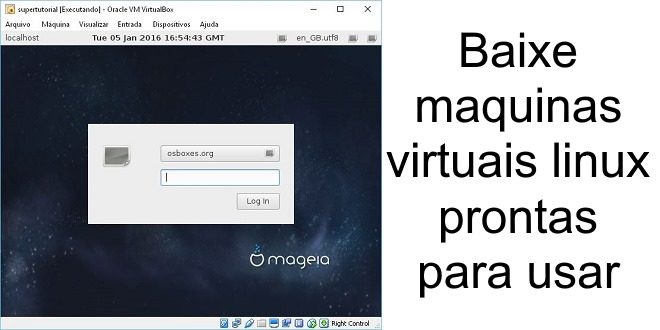 supertutorial [Executando] - Oracle VM VirtualBox
Arquivo Máquina Visualizar Entrada Dispositivos Ajuda
localhost Tue 05 Jan 2016 16:54:43 GMT en_GB.utf8
osboxes.org
Log In
mageia
Right Control
Baixe
maquinas
virtuais linux
prontas
para usar